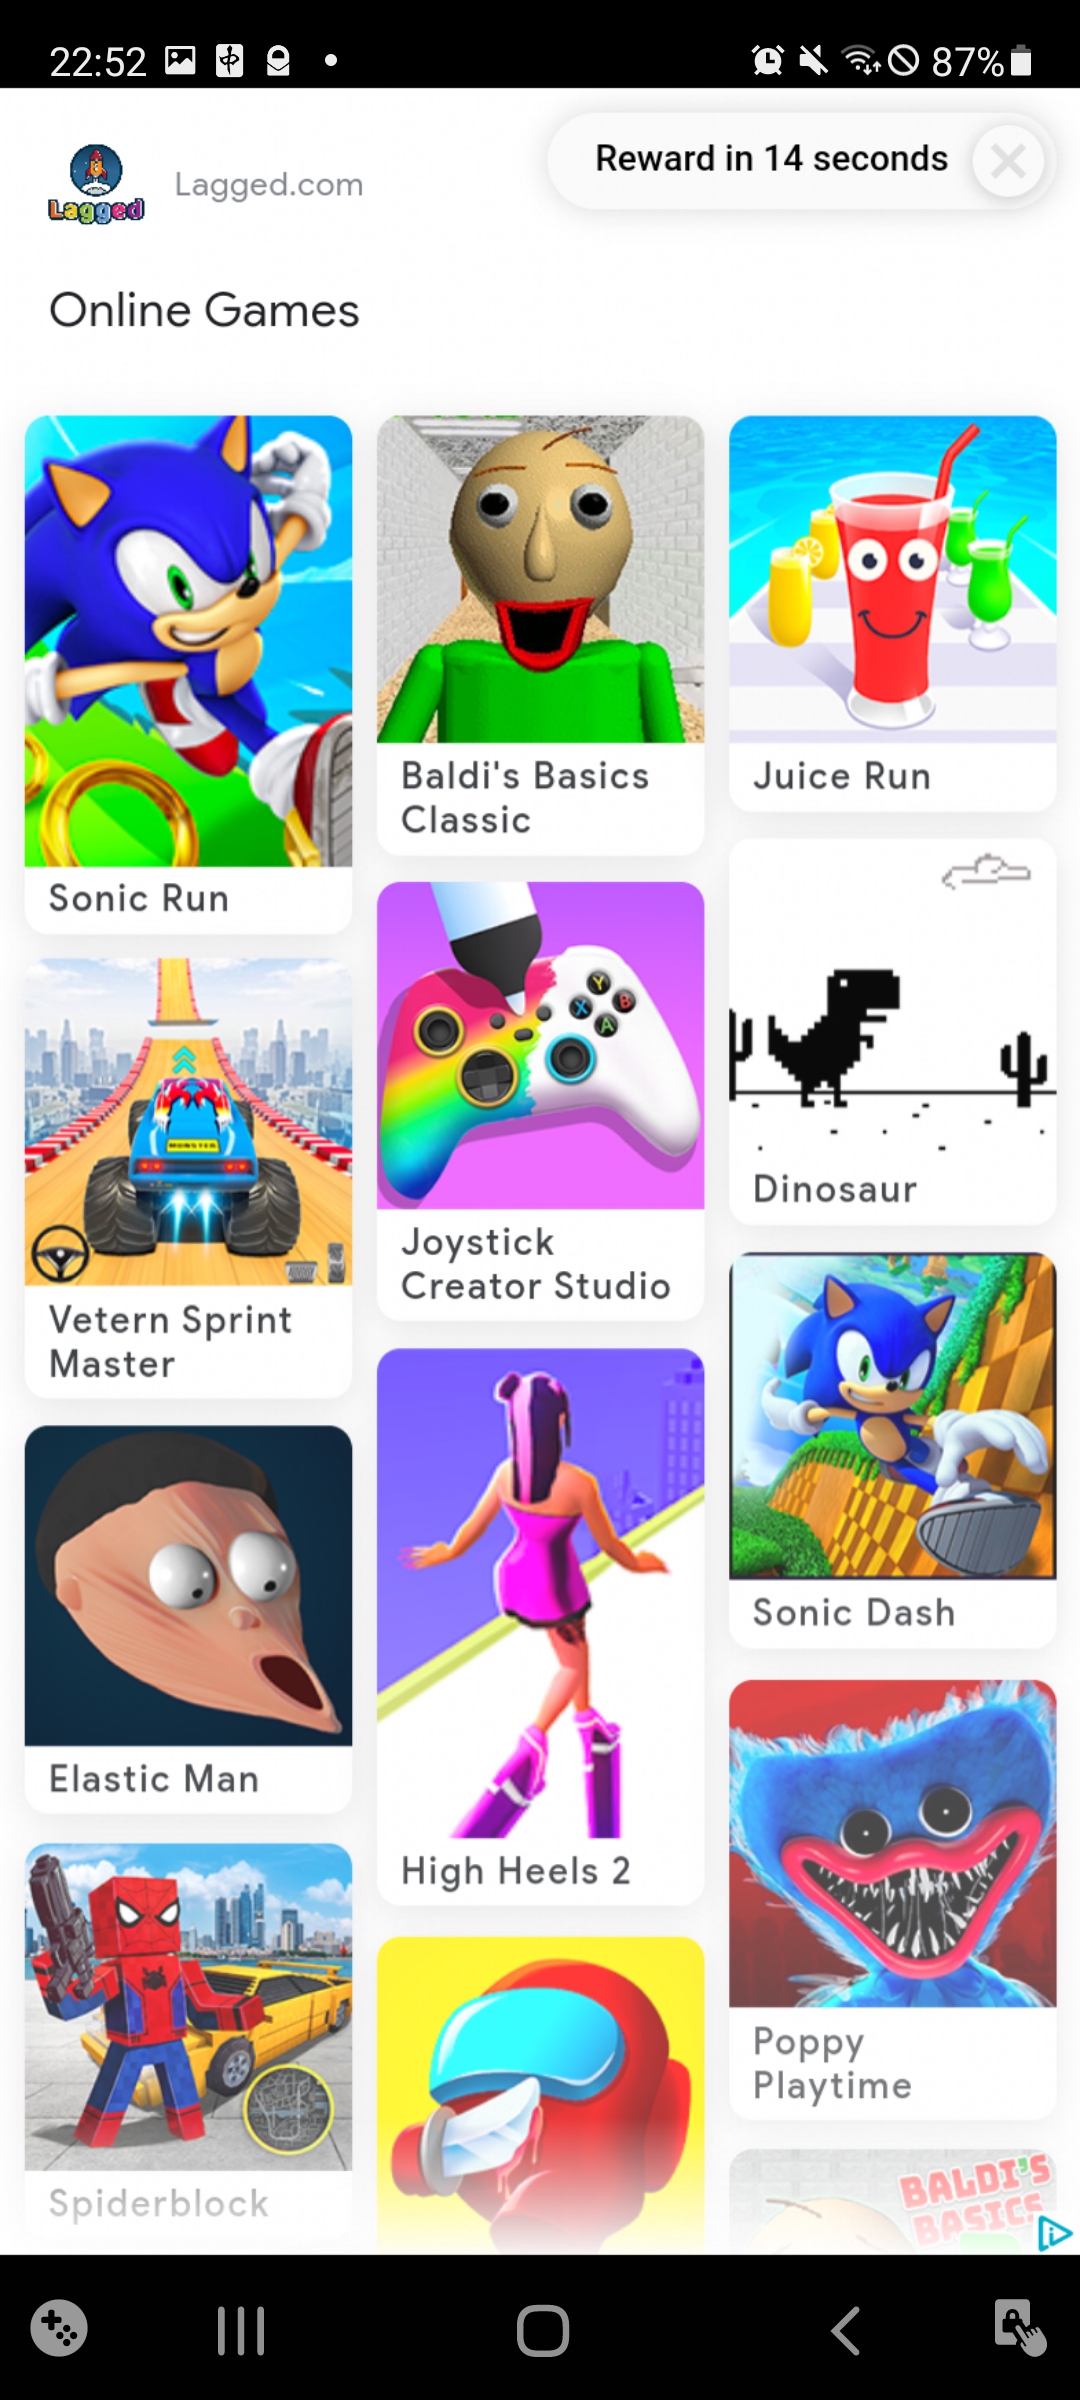 22:52
87%
Lagged
Lagged.com
Reward in 14 seconds
Online Games
Sonic Run
Baldi's Basics
Classic
Juice Run
Y
X
B
A
Dinosaur
MONSTER
Joystick
Creator Studio
Vetern Sprint
Master
Sonic Dash
Elastic Man
High Heels 2
Poppy
Playtime
Spiderblock
BALDI'S
BASICS